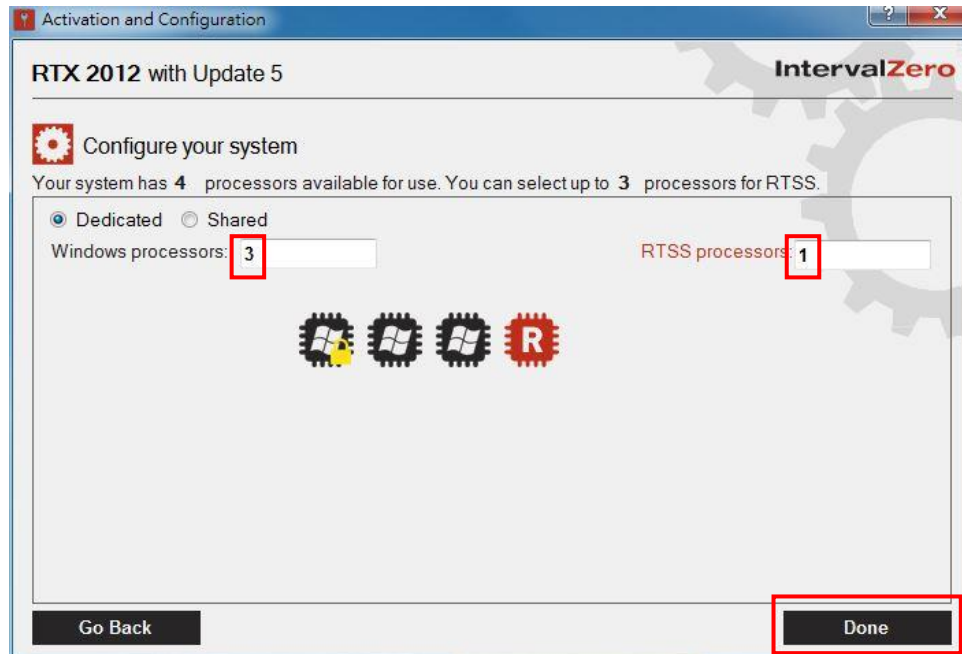 Activation and Configuration
? x
RTX 2012 with Update 5
IntervalZero
Configure your system
Your system has 4 processors available for use. You can select up to 3 processors for RTSS.
Dedicated Shared
Windows processors: 3
RTSS processors: 1
R
Go Back
Done